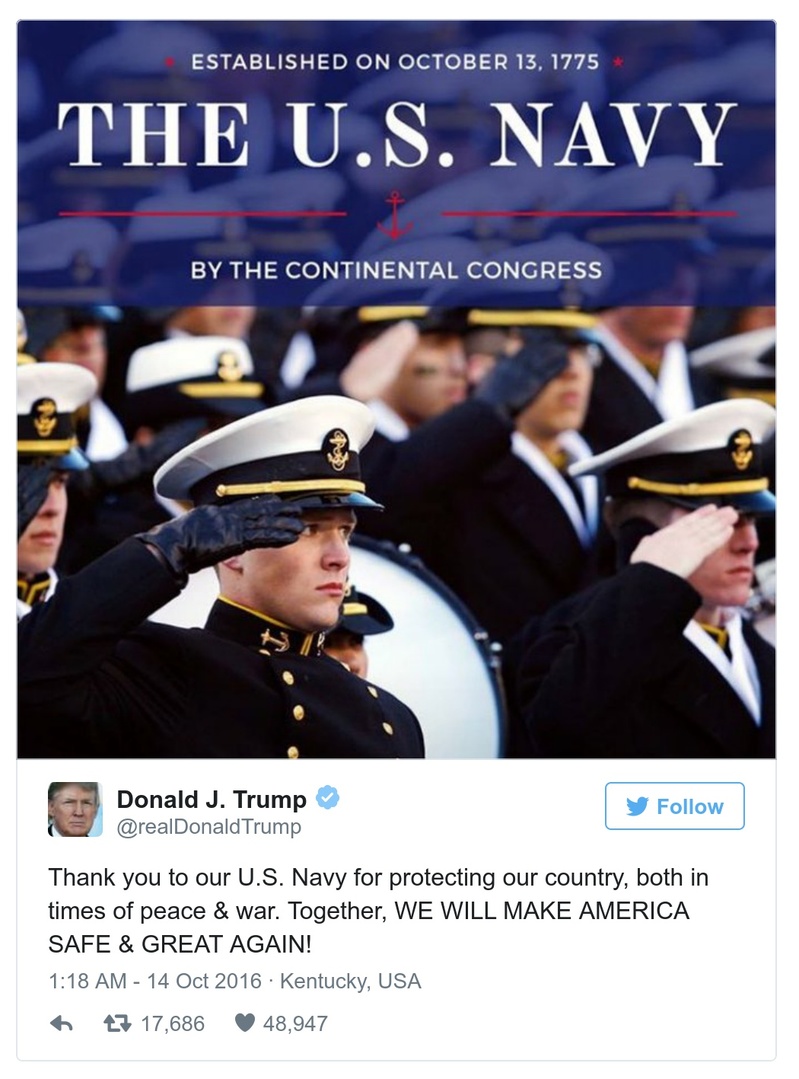 ESTABLISHED ON OCTOBER 13, 1775
THE U.S. NAVY
BY THE CONTINENTAL CONGRESS
Donald J. Trump
@realDonaldTrump
Follow
Thank you to our U.S. Navy for protecting our country, both in
times of peace & war. Together, WE WILL MAKE AMERICA
SAFE & GREAT AGAIN!
1:18 AM - 14 Oct 2016 · Kentucky, USA
17,686 48,947